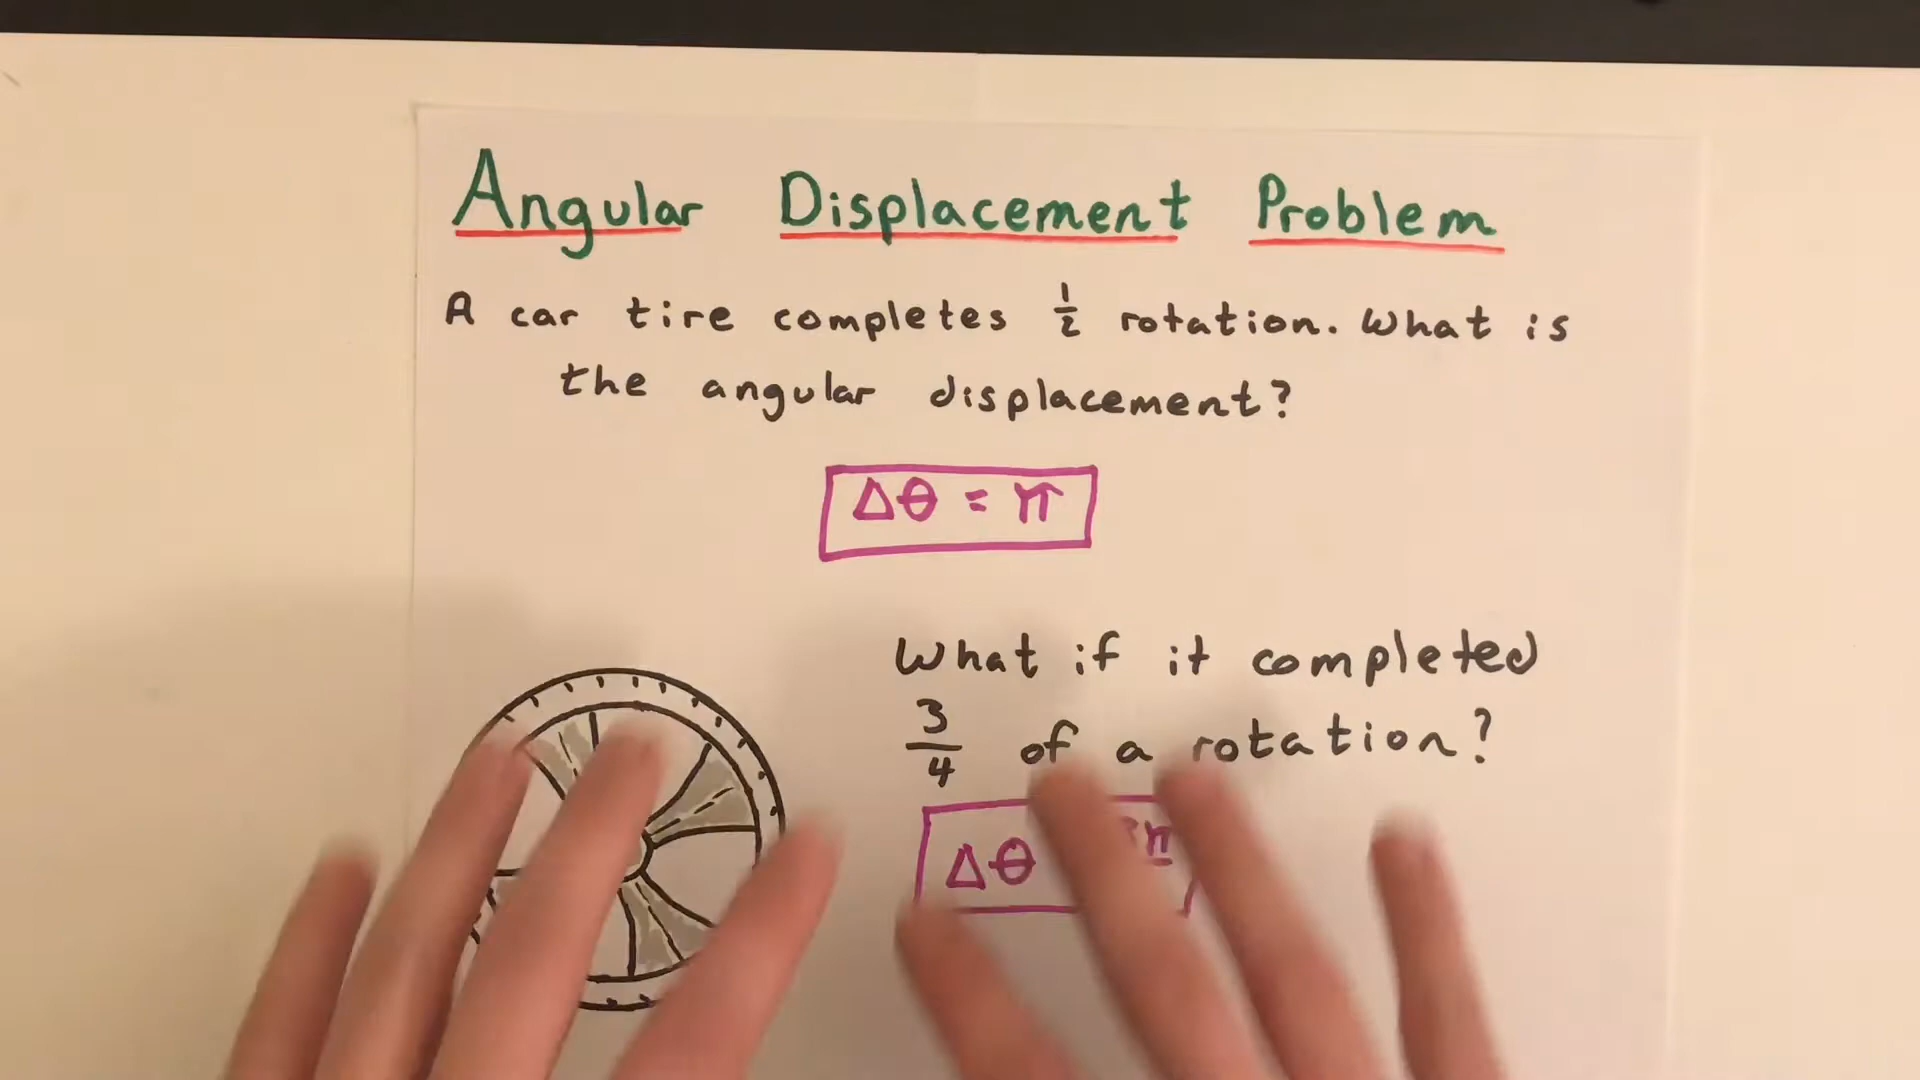 Angular Displacement Problem
A car tire completes 1/2 rotation. What is
the angular displacement?
Δθ = π
What if it completed
3/4 of a rotation?
Δθ 3π